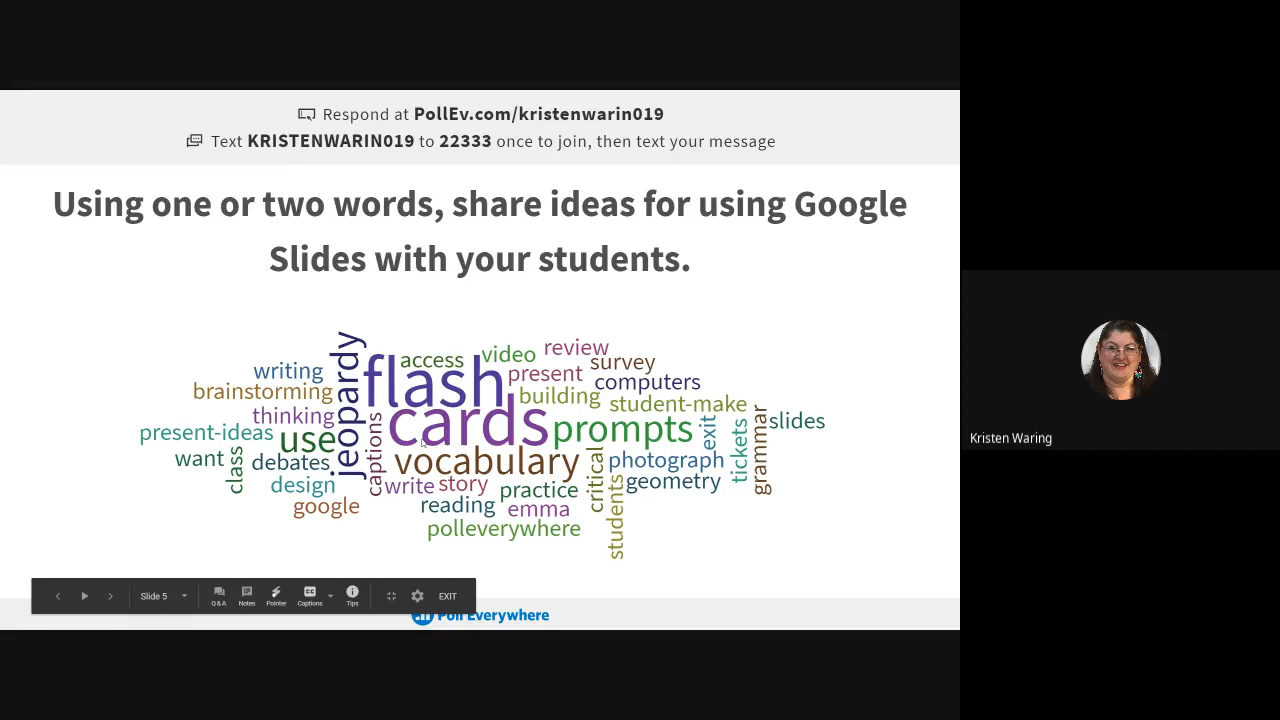 Respond at PollEv.com/kristenwarin019
Text KRISTENWARIN019 to 22333 once to join, then text your message
Using one or two words, share ideas for using Google
Slides with your students.
jeopardy
flash
access
video
review
writing
present
survey
brainstorming
computers
building
student-make
thinking
cards
prompts
exit
grammar
slides
present-ideas
use
captions
tickets
want
class
debates
vocabulary
critical
photograph
design
write
story
practice
students
geometry
google
reading
emma
polleverywhere
Kristen Waring
Slide 5
Q&A
Notes
Pointer
Captions
Tips
EXIT
Poll Everywhere